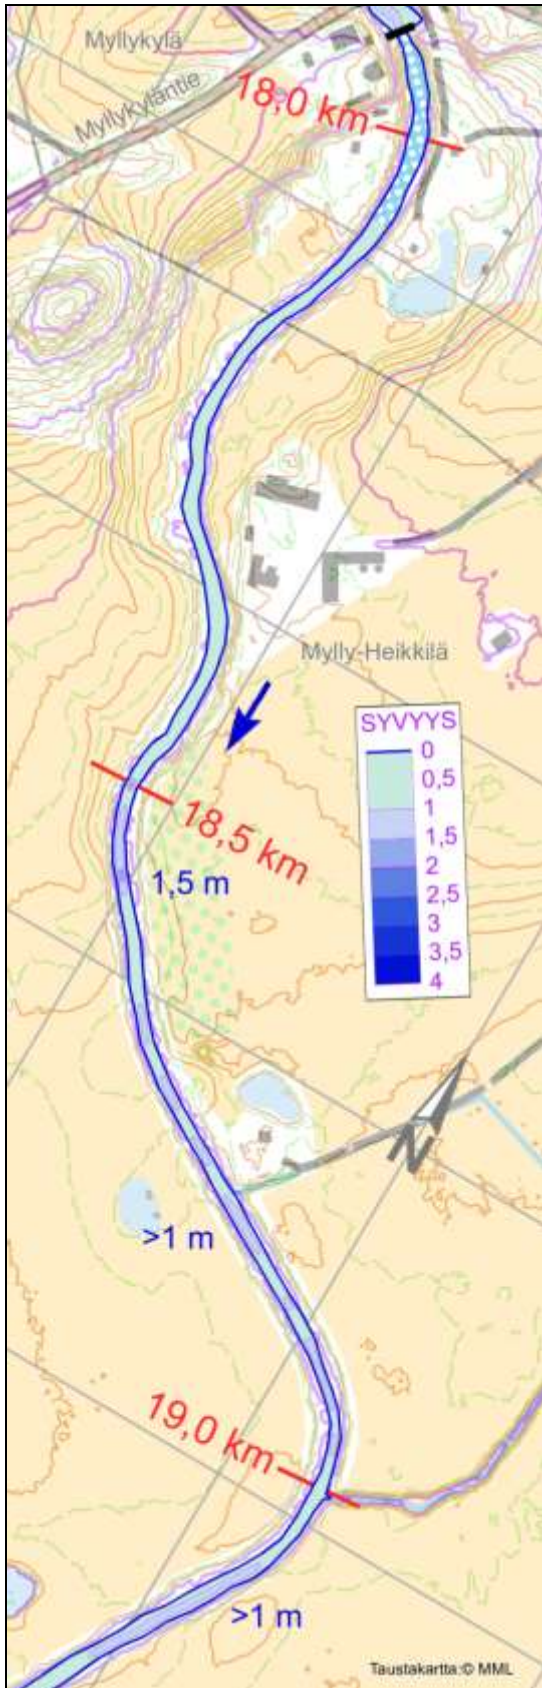 Myllykylä
Myllykyläntie
18,0 km
Mylly-Heikkilä
SYVYYS
0
0,5
1
1,5
2
2,5
3
3,5
4
18,5 km
1,5 m
N
>1 m
19,0 km
>1 m
Taustakartta:© MML